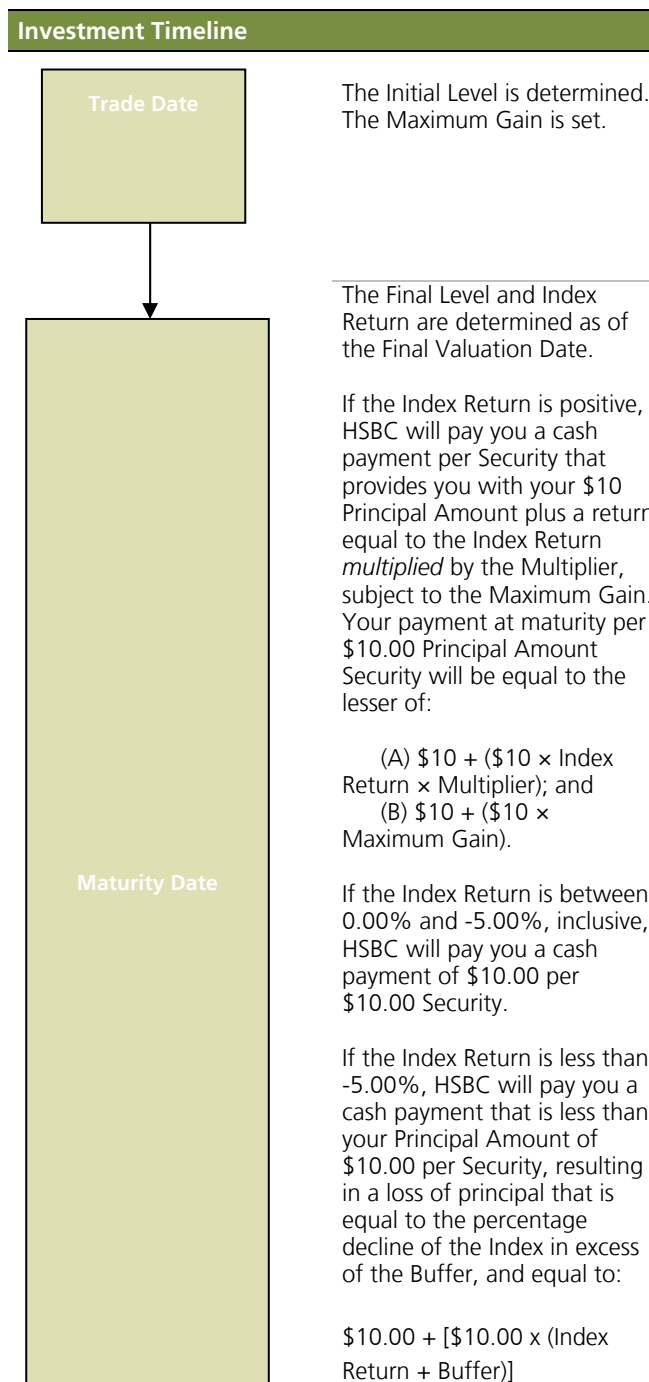 Investment Timeline
Trade Date
The Initial Level is determined.
The Maximum Gain is set.
The Final Level and Index
Return are determined as of
the Final Valuation Date.
If the Index Return is positive,
HSBC will pay you a cash
payment per Security that
provides you with your $10
Principal Amount plus a return
equal to the Index Return
multiplied by the Multiplier,
subject to the Maximum Gain.
Your payment at maturity per
$10.00 Principal Amount
Security will be equal to the
lesser of:
(A) $10 + ($10 × Index
Return × Multiplier); and
(B) $10 + ($10 ×
Maximum Gain).
Maturity Date
If the Index Return is between
0.00% and -5.00%, inclusive,
HSBC will pay you a cash
payment of $10.00 per
$10.00 Security.
If the Index Return is less than
-5.00%, HSBC will pay you a
cash payment that is less than
your Principal Amount of
$10.00 per Security, resulting
in a loss of principal that is
equal to the percentage
decline of the Index in excess
of the Buffer, and equal to:
$10.00 + [$10.00 x (Index
Return + Buffer)]